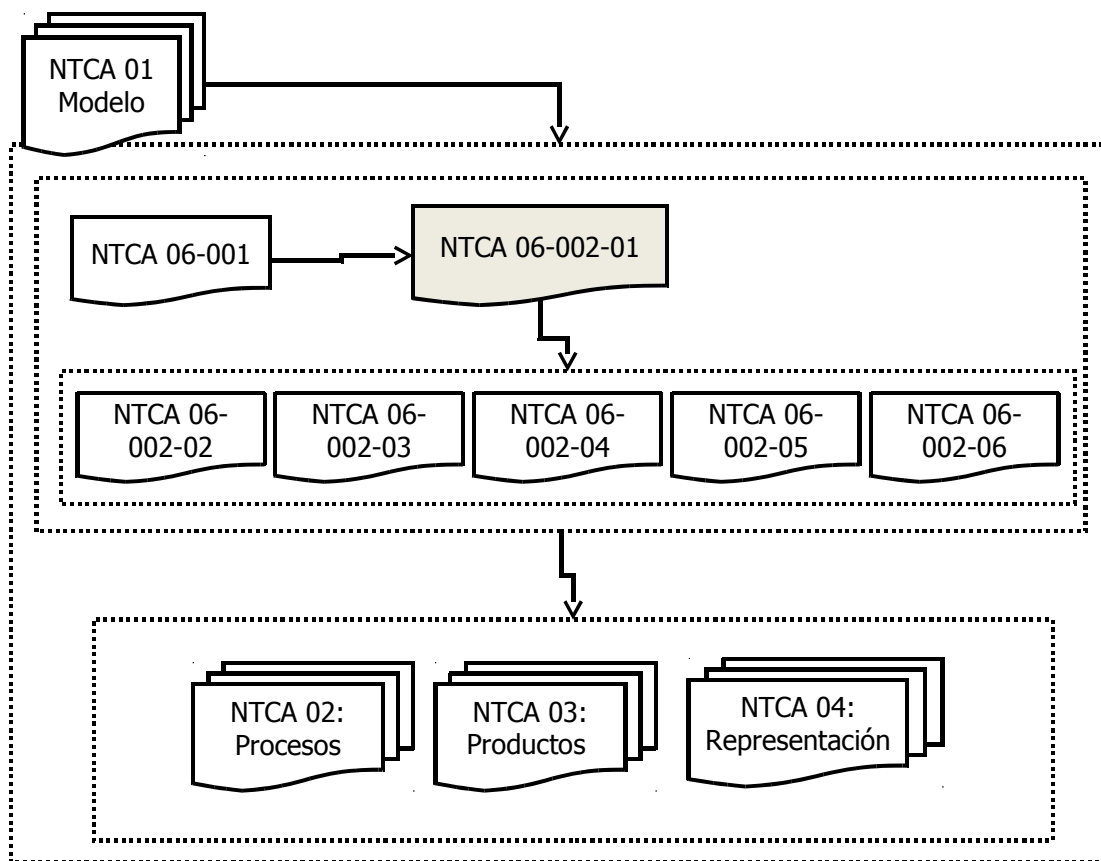 NTCA 01
Modelo
NTCA 06-001
NTCA 06-002-01
NTCA 06-
002-02
NTCA 06-
002-03
NTCA 06-
002-04
NTCA 06-
002-05
NTCA 06-
002-06
NTCA 02:
Procesos
NTCA 03:
Productos
NTCA 04:
Representación